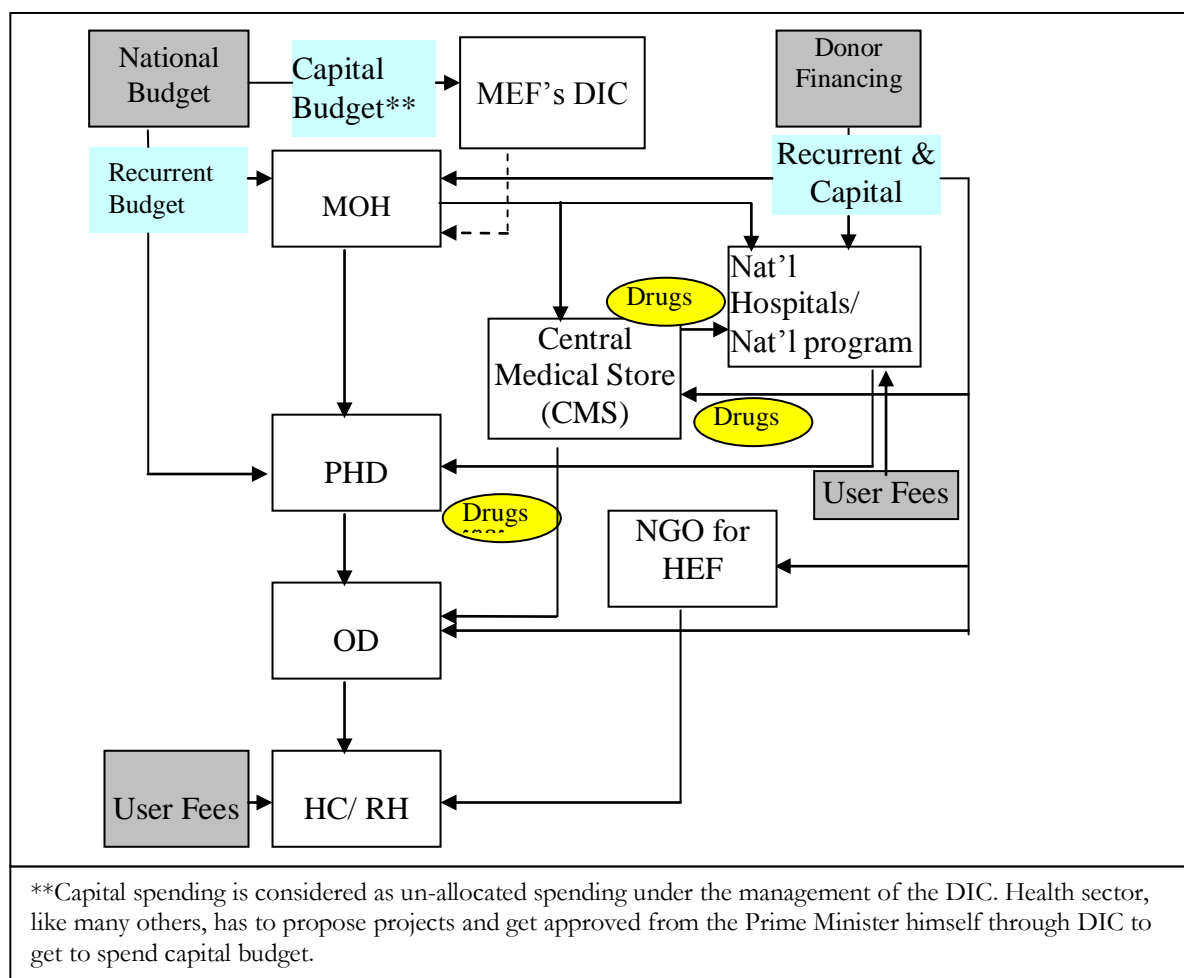 National
Budget
Capital
Budget**
MEF's DIC
Donor
Financing
Recurrent
Budget
MOH
Recurrent &
Capital
Nat'l
Hospitals/
Nat'l program
Drugs
Central
Medical Store
(CMS)
Drugs
PHD
User Fees
Drugs
NGO for
HEF
OD
User Fees
HC/ RH
**Capital spending is considered as un-allocated spending under the management of the DIC. Health sector,
like many others, has to propose projects and get approved from the Prime Minister himself through DIC to
get to spend capital budget.